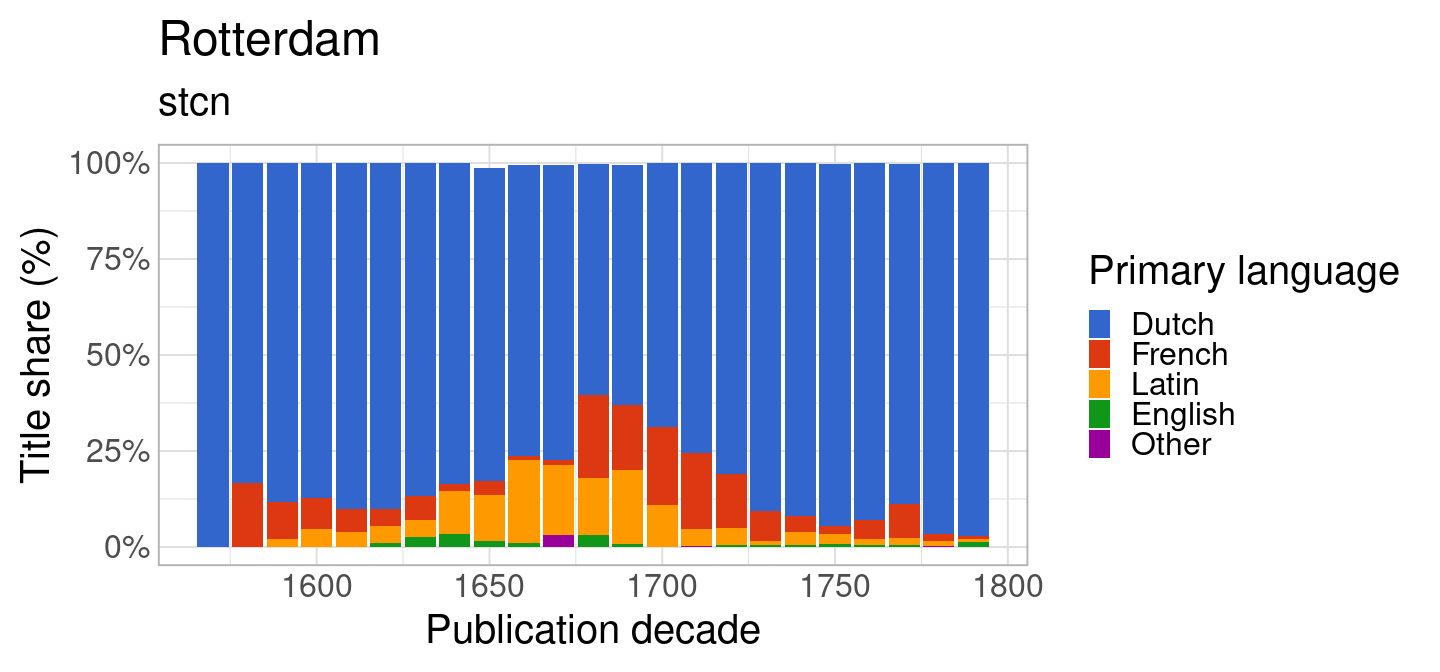 Rotterdam
stcn
100%
75%
50%
25%
0%
Title share (%)
1600 1650 1700 1750 1800
Publication decade
Primary language
Dutch
French
Latin
English
Other